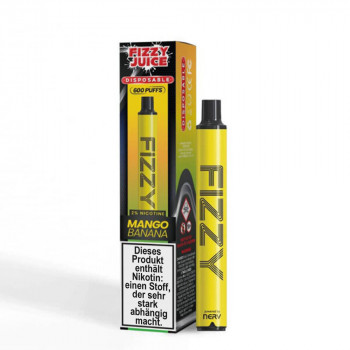 FIZZY
JUICE
DISPOSABLE
600 PUFFS
FIZZY
2% NICOTINE
MANGO
BANANA
Dieses
Produkt
enthält
Nikotin:
einen Stoff,
der sehr
stark
abhängig
macht.
FIZZY
NERV